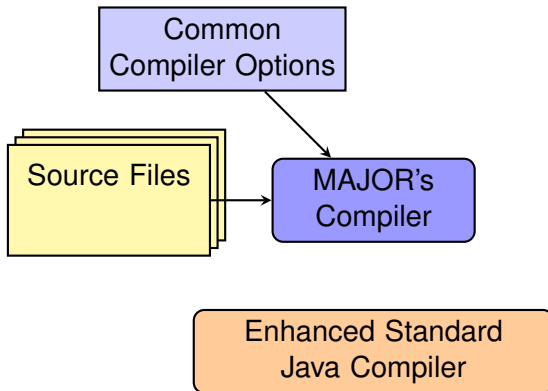 Common
Compiler Options
Source Files
MAJOR's
Compiler
Enhanced Standard
Java Compiler